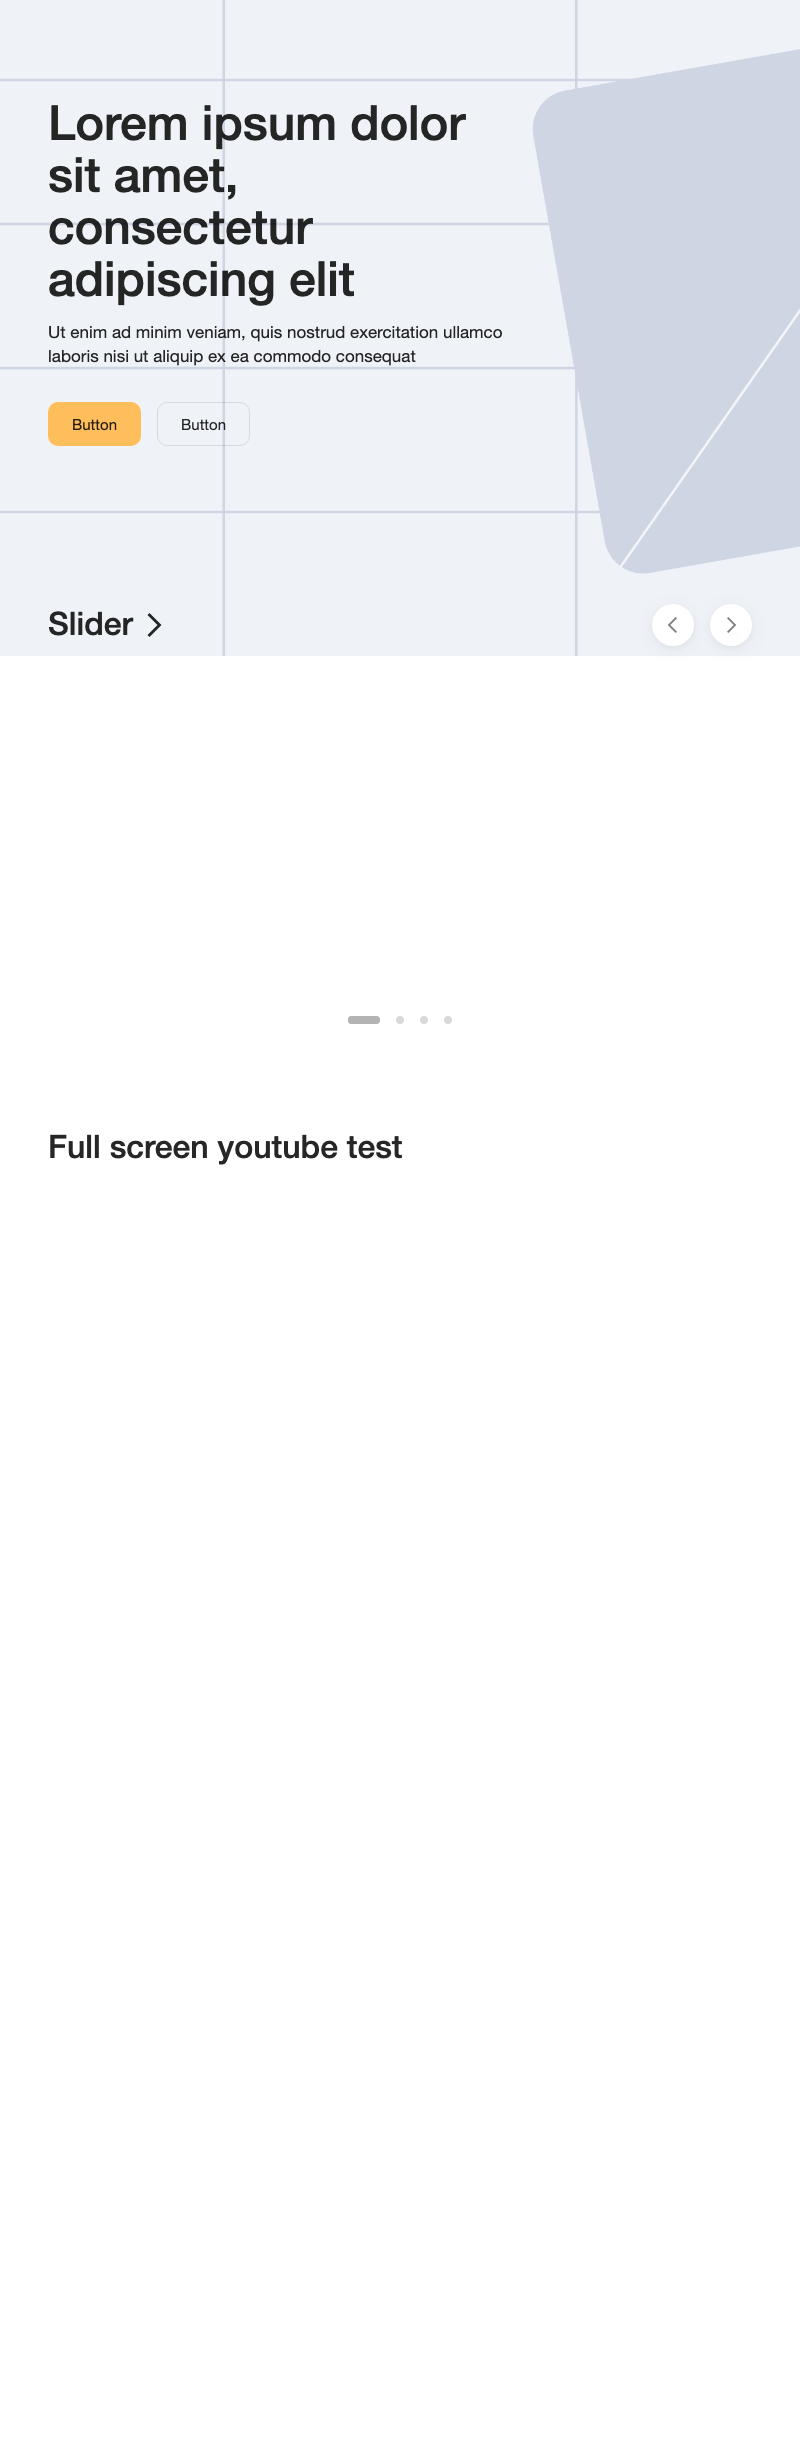 Lorem ipsum dolor
sit amet,
consectetur
adipiscing elit
Ut enim ad minim veniam, quis nostrud exercitation ullamco
laboris nisi ut aliquip ex ea commodo consequat
Button
Button
Slider
Full screen youtube test